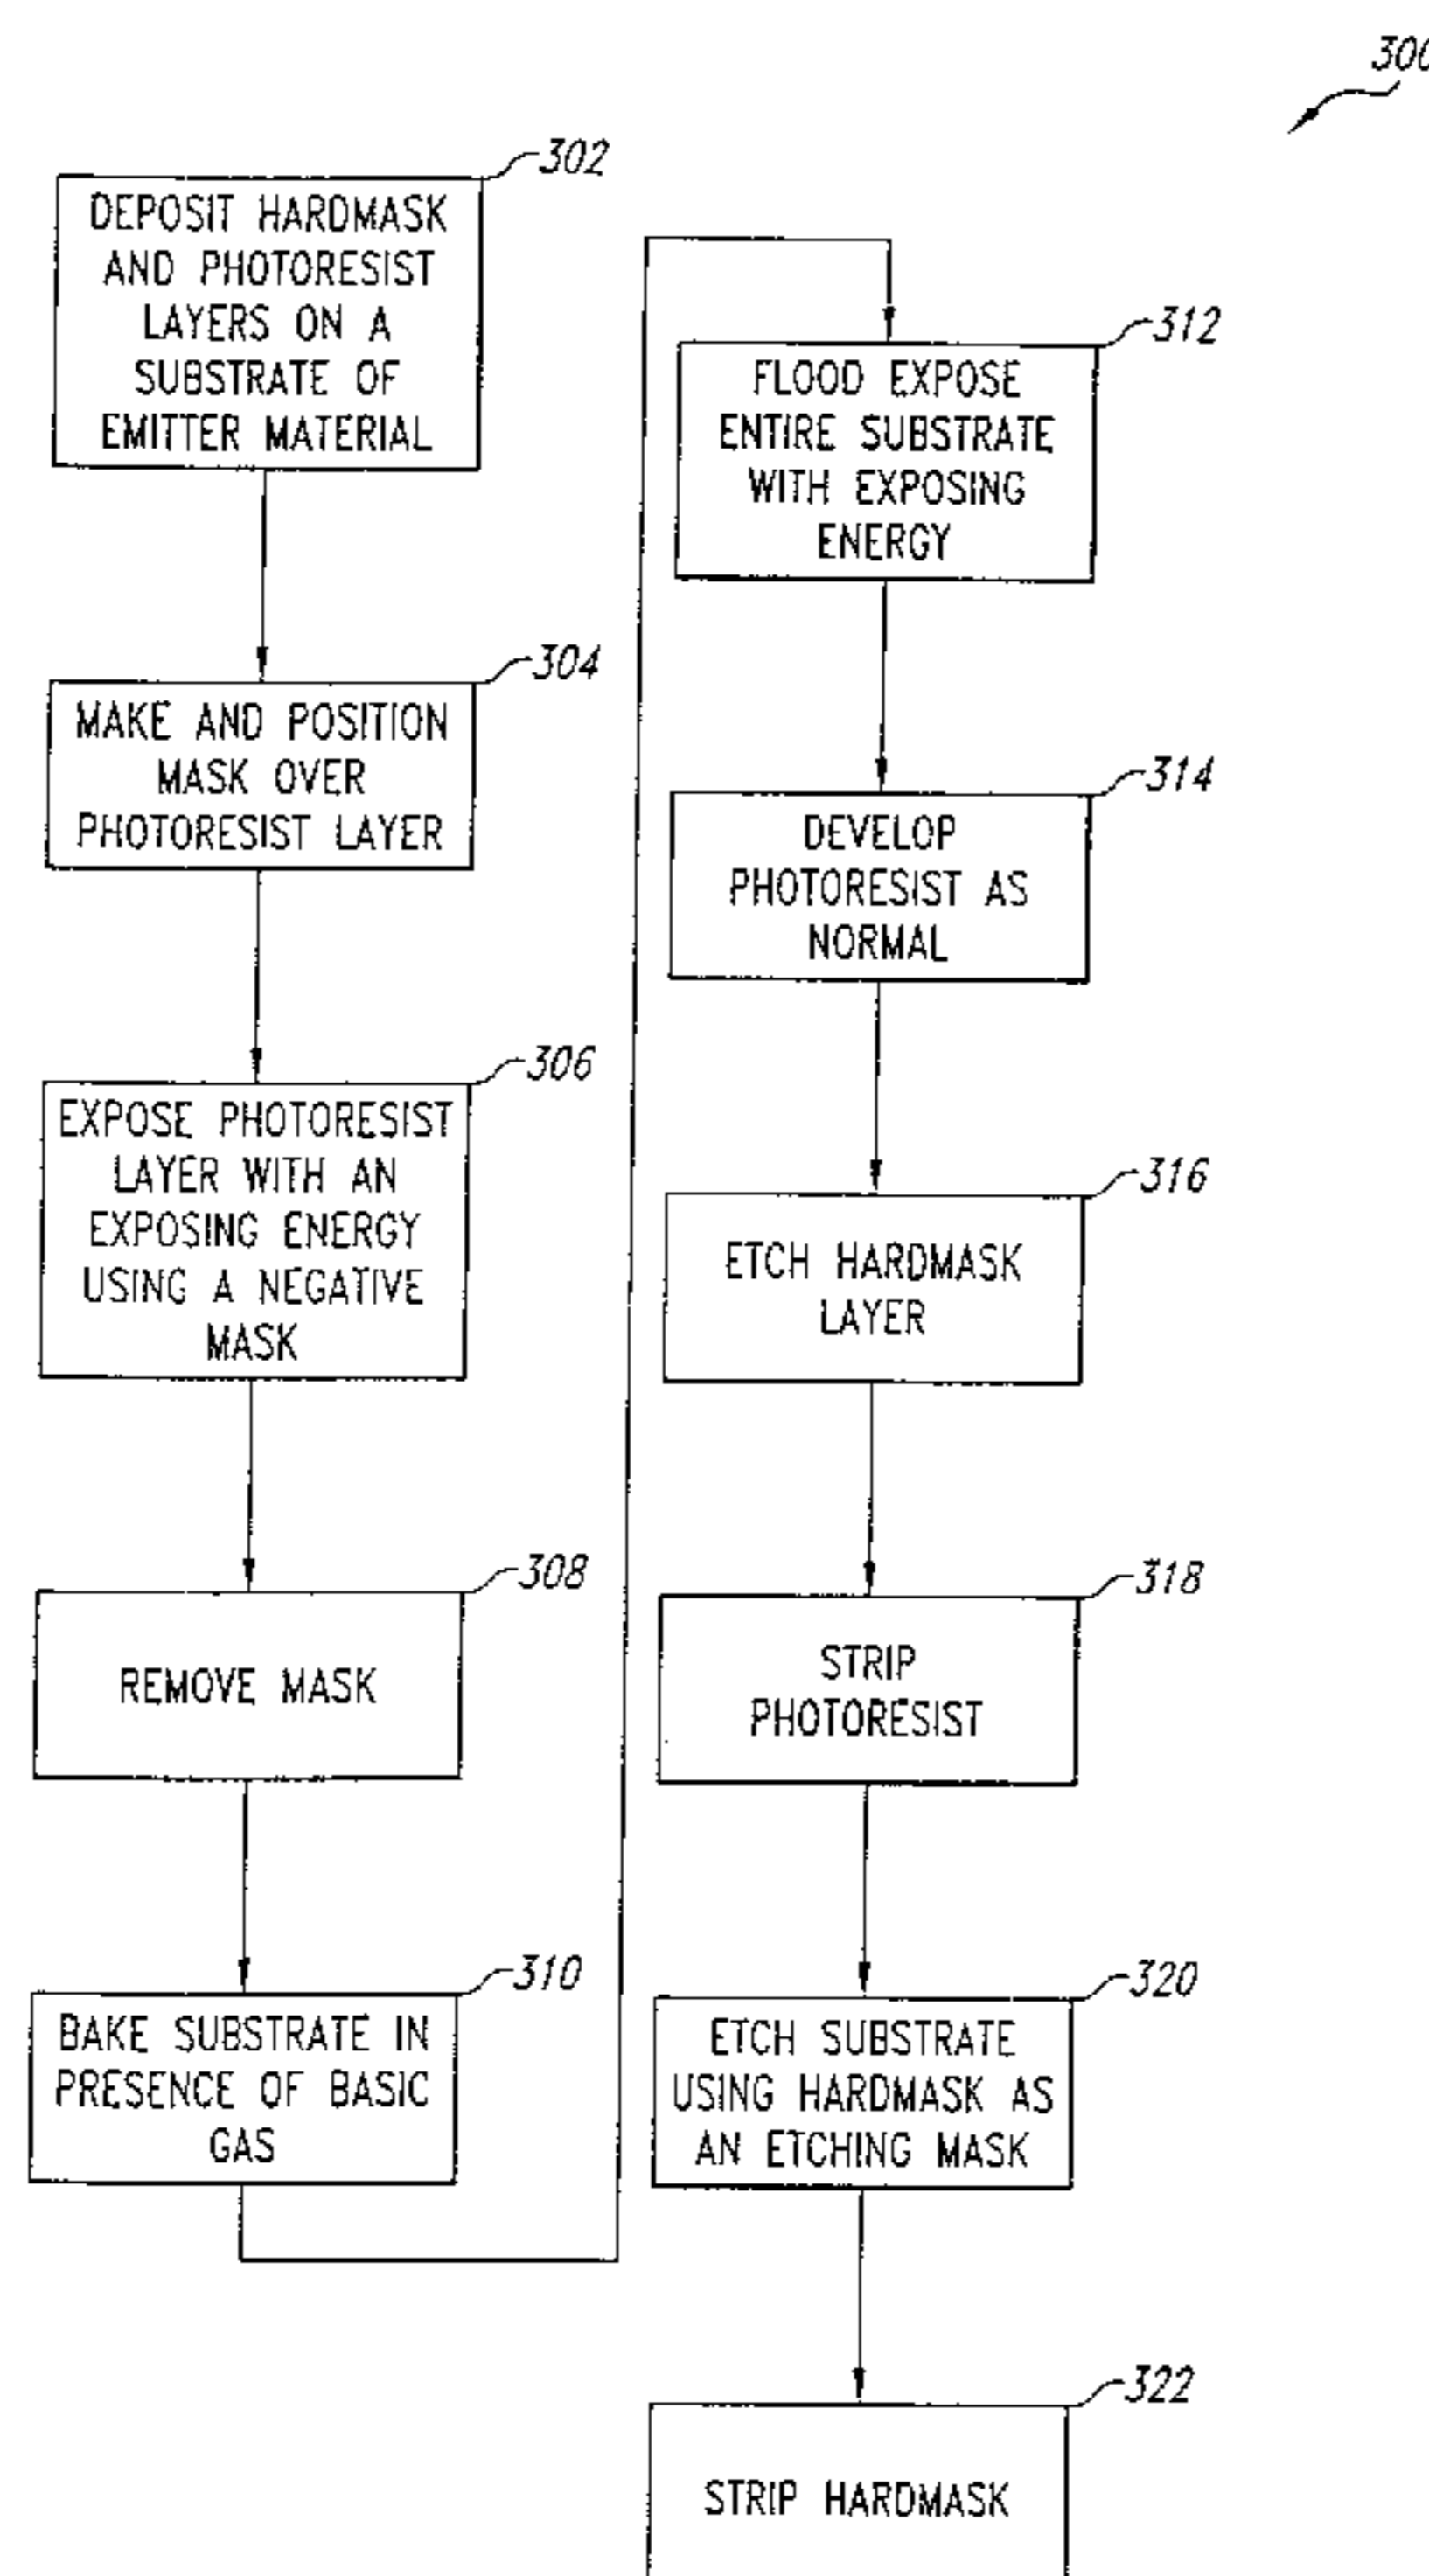 300
302
DEPOSIT HARDMASK
AND PHOTORESIST
LAYERS ON A
SUBSTRATE OF
EMITTER MATERIAL
304
MAKE AND POSITION
MASK OVER
PHOTORESIST LAYER
306
EXPOSE PHOTORESIST
LAYER WITH AN
EXPOSING ENERGY
USING A NEGATIVE
MASK
308
REMOVE MASK
310
BAKE SUBSTRATE IN
PRESENCE OF BASIC
GAS
312
FLOOD EXPOSE
ENTIRE SUBSTRATE
WITH EXPOSING
ENERGY
314
DEVELOP
PHOTORESIST AS
NORMAL
316
ETCH HARDMASK
LAYER
318
STRIP
PHOTORESIST
320
ETCH SUBSTRATE
USING HARDMASK AS
AN ETCHING MASK
322
STRIP HARDMASK